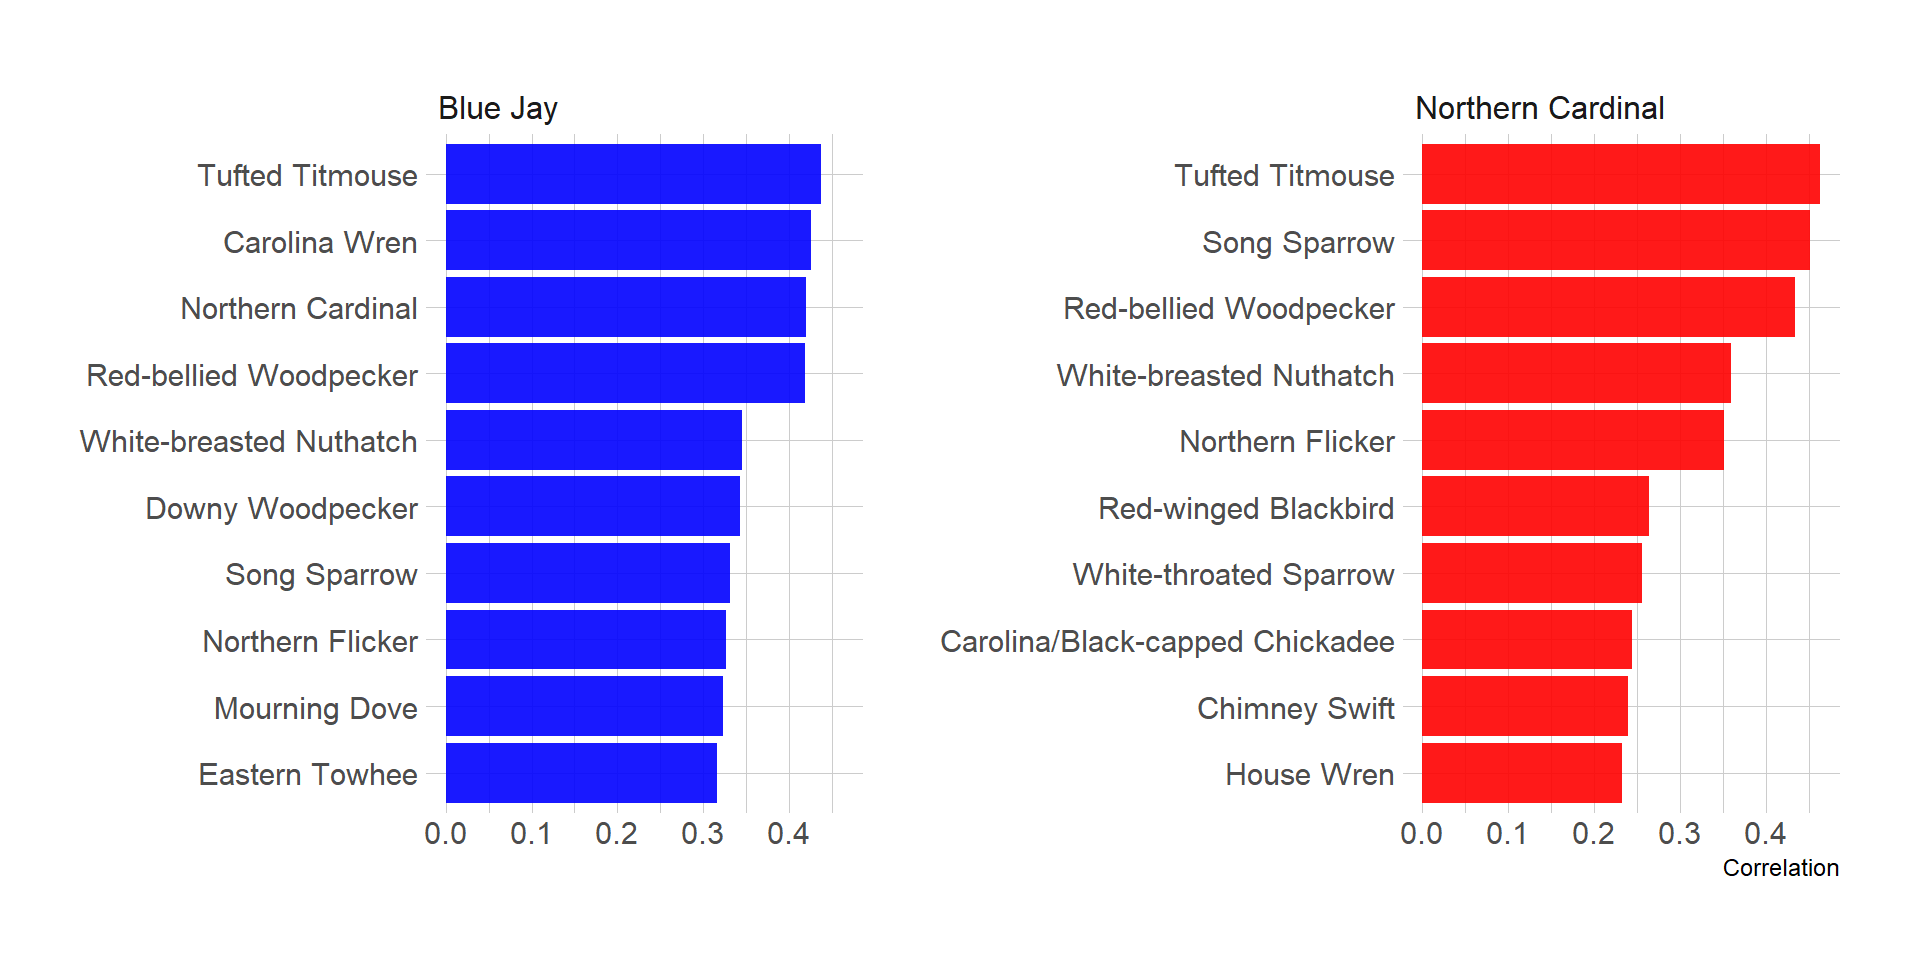 Blue Jay
Tufted Titmouse
Carolina Wren
Northern Cardinal
Red-bellied Woodpecker
White-breasted Nuthatch
Downy Woodpecker
Song Sparrow
Northern Flicker
Mourning Dove
Eastern Towhee
0.0 0.1 0.2 0.3 0.4
Northern Cardinal
Tufted Titmouse
Song Sparrow
Red-bellied Woodpecker
White-breasted Nuthatch
Northern Flicker
Red-winged Blackbird
White-throated Sparrow
Carolina/Black-capped Chickadee
Chimney Swift
House Wren
0.0 0.1 0.2 0.3 0.4
Correlation